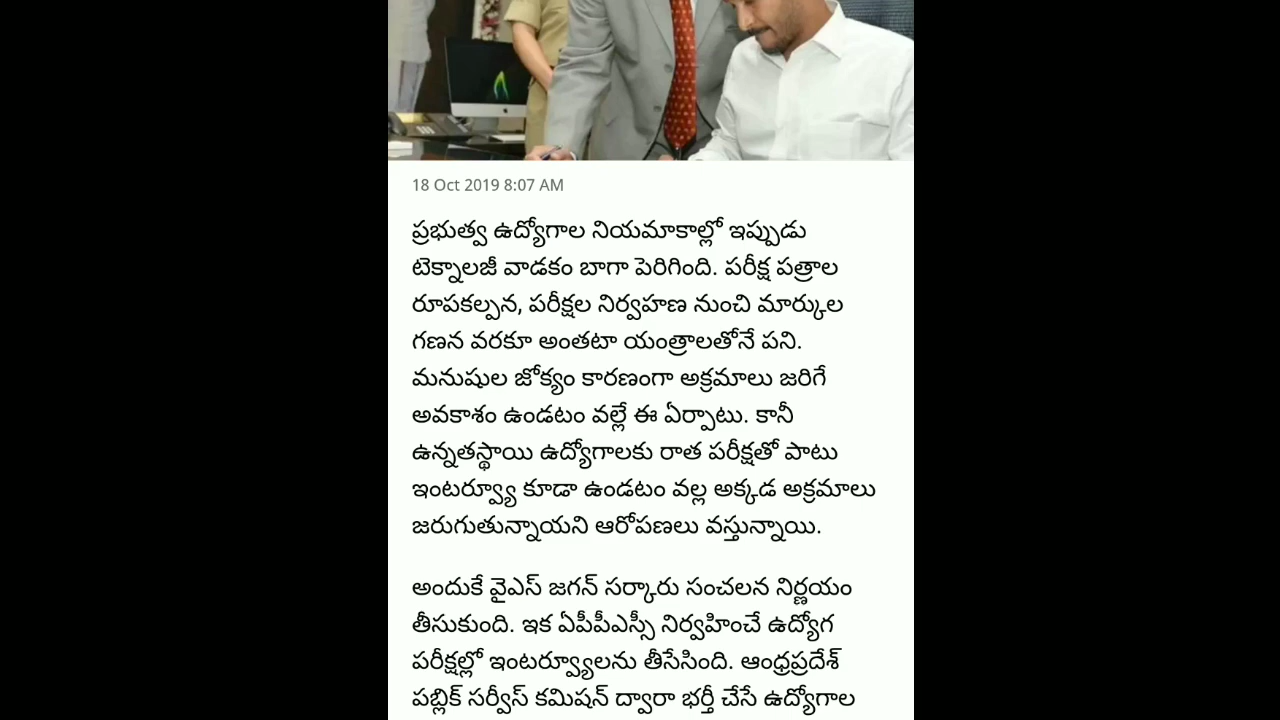 18 Oct 2019 8:07 AM
ప్రభుత్వ ఉద్యోగాల నియమాకాల్లో ఇప్పుడు
టెక్నాలజీ వాడకం బాగా పెరిగింది. పరీక్ష పత్రాల
రూపకల్పన, పరీక్షల నిర్వహణ నుంచి మార్కుల
గణన వరకూ అంతటా యంత్రాలతోనే పని.
మనుషుల జోక్యం కారణంగా అక్రమాలు జరిగే
అవకాశం ఉండటం వల్లే ఈ ఏర్పాటు. కానీ
ఉన్నతస్థాయి ఉద్యోగాలకు రాత పరీక్షతో పాటు
ఇంటర్వ్యూ కూడా ఉండటం వల్ల అక్కడ అక్రమాలు
జరుగుతున్నాయని ఆరోపణలు వస్తున్నాయి.
అందుకే వైఎస్ జగన్ సర్కారు సంచలన నిర్ణయం
తీసుకుంది. ఇక ఏపీపీఎస్సీ నిర్వహించే ఉద్యోగ
పరీక్షల్లో ఇంటర్వ్యూలను తీసేసింది. ఆంధ్రప్రదేశ్
పబ్లిక్ సర్వీస్ కమిషన్ ద్వారా భర్తీ చేసే ఉద్యోగాల